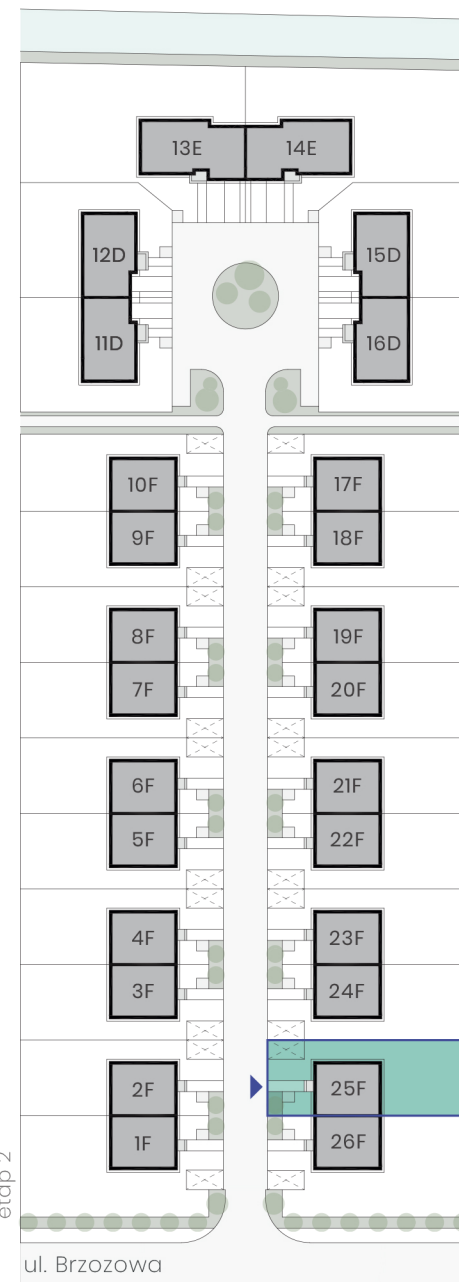 13E 14E
12D 15D
11D 16D
10F 17F
9F 18F
8F 19F
7F 20F
6F 21F
5F 22F
4F 23F
3F 24F
2F 25F
1F 26F
etap 2
ul. Brzozowa